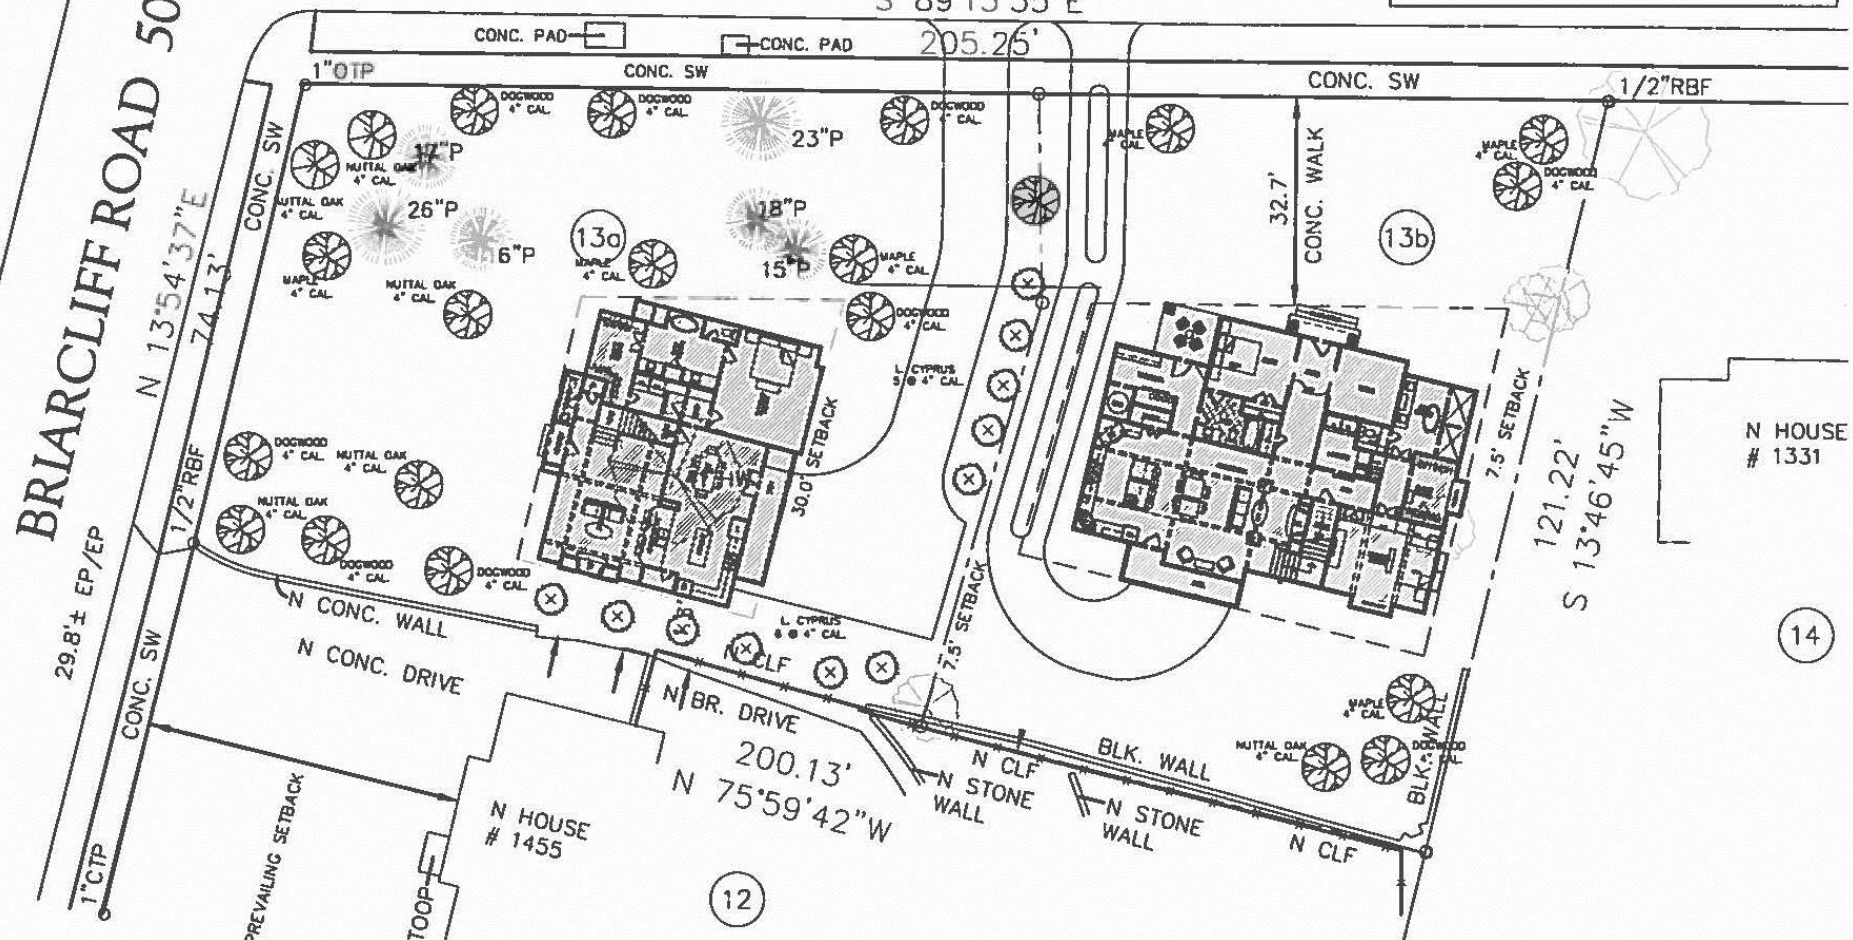 S 89°13'55"E
205.25'
CONC. PAD
CONC. PAD
BRIARCLIFF ROAD 50
1"OTP
CONC. SW
CONC. SW
1/2"RBF
DOGWOOD
4" CAL.
DOGWOOD
4" CAL.
DOGWOOD
4" CAL.
23"P
MAPLE
4" CAL.
MAPLE
4" CAL.
DOGWOOD
4" CAL.
CONC. SW
17"P
NUTTAL OAK
4" CAL.
UTTAL OAK
4" CAL.
26"P
6"P
18"P
15"P
13a
13b
32.7'
CONC. WALK
N 13°54'37"E
74.13'
MAPLE
4" CAL.
NUTTAL OAK
4" CAL.
MAPLE
4" CAL.
MAPLE
4" CAL.
DOGWOOD
4" CAL.
L. CYPRUS
5 @ 4" CAL.
30.0' SETBACK
7.5' SETBACK
121.22'
S 13°46'45"W
N HOUSE
# 1331
DOGWOOD
4" CAL.
NUTTAL OAK
4" CAL.
NUTTAL OAK
4" CAL.
DOGWOOD
4" CAL.
DOGWOOD
4" CAL.
1/2"RBF
29.8'± EP/EP
CONC. SW
N CONC. WALL
N CONC. DRIVE
L. CYPRUS
6 @ 4" CAL.
7.5' SETBACK
N CLF
N BR. DRIVE
200.13'
N 75°59'42"W
14
MAPLE
4" CAL.
NUTTAL OAK
4" CAL.
DOGWOOD
BLK. WALL
BLK. WALL
N CLF
N STONE
WALL
N STONE
WALL
N CLF
N HOUSE
# 1455
12
1"CTP
PREVAILING SETBACK
TOOP